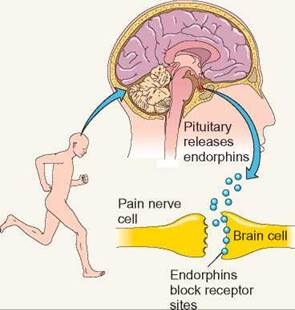 Pituitary
releases
endorphins
Pain nerve
cell
Brain cell
Endorphins
block receptor
sites